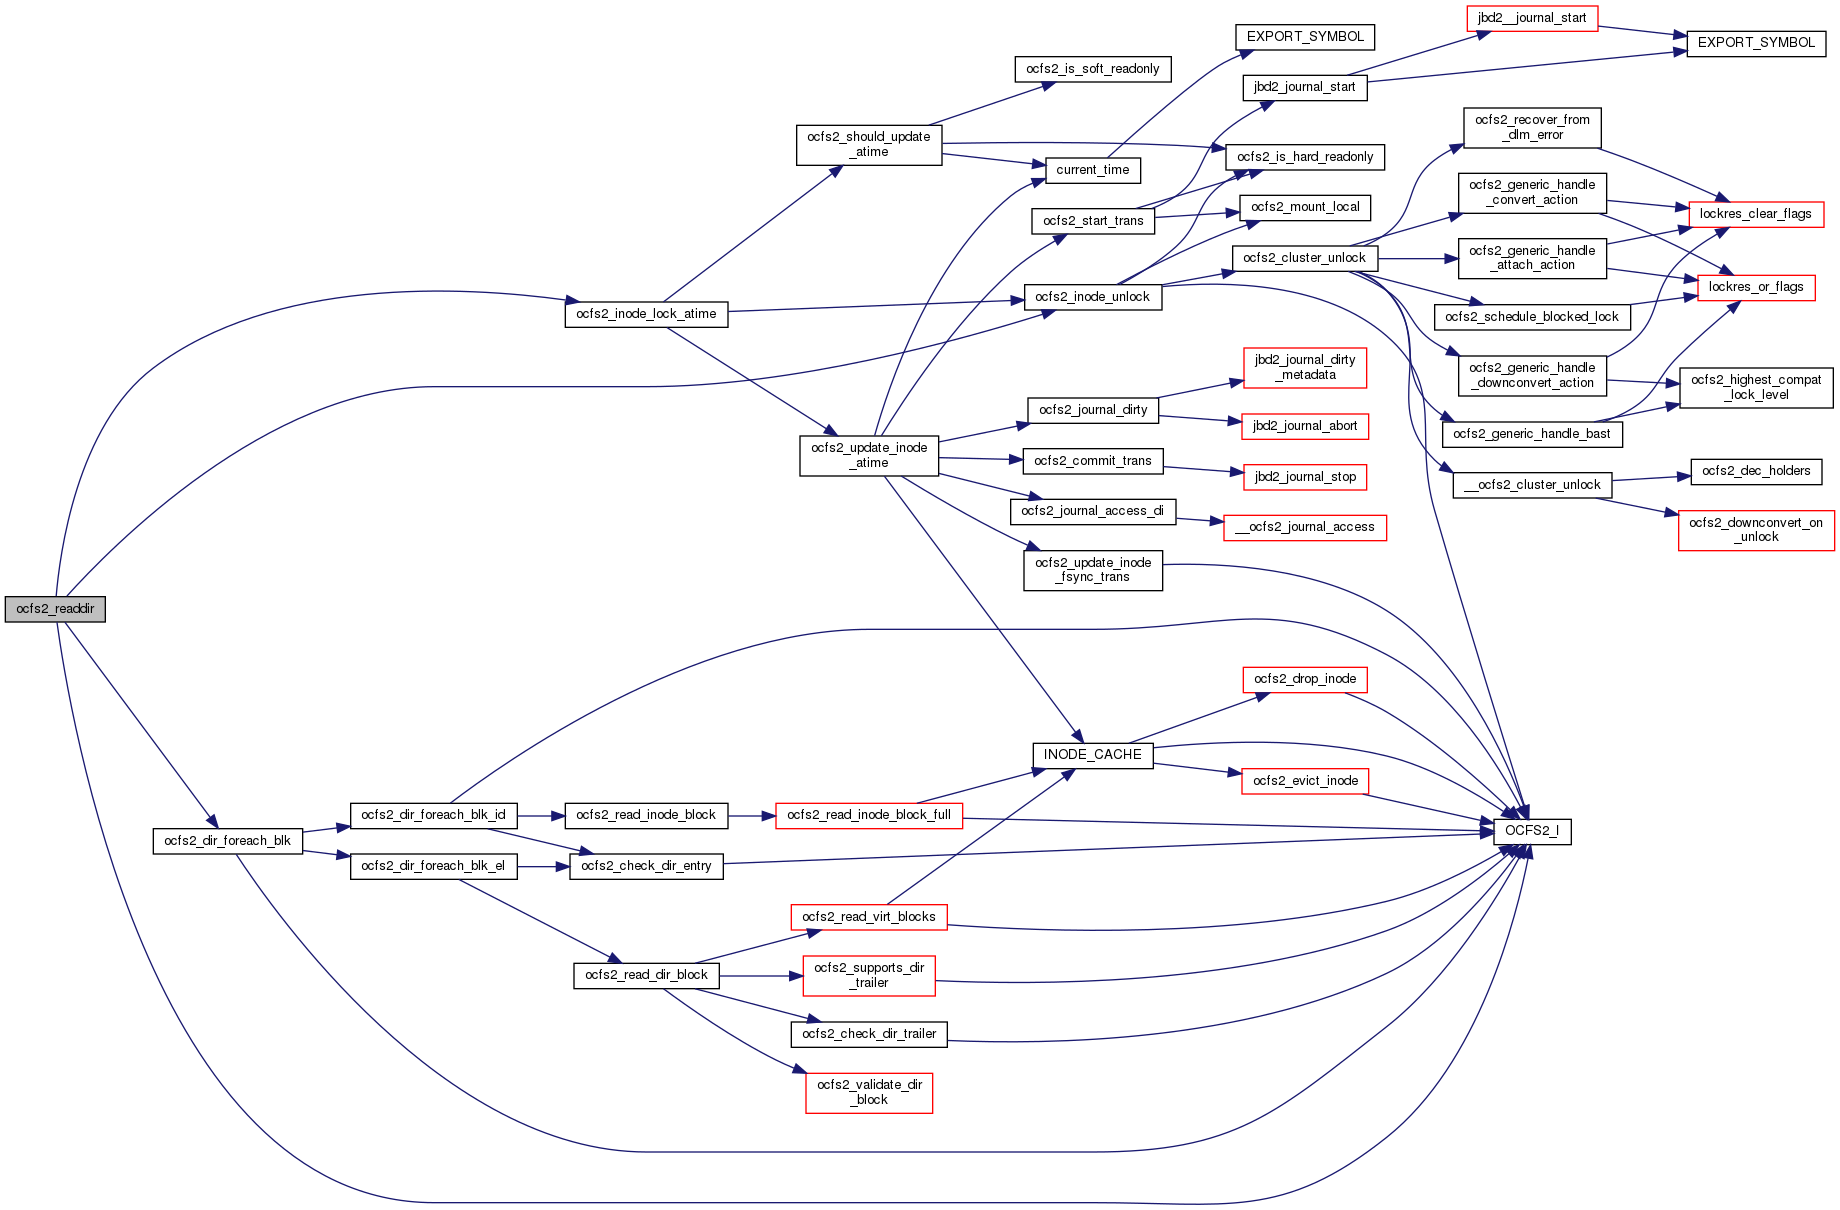 ocfs2_readdir
ocfs2_dir_foreach_blk
ocfs2_dir_foreach_blk_id
ocfs2_dir_foreach_blk_el
ocfs2_inode_lock_atime
ocfs2_read_inode_block
ocfs2_check_dir_entry
ocfs2_read_dir_block
ocfs2_should_update
_atime
ocfs2_update_inode
_atime
ocfs2_read_inode_block_full
ocfs2_read_virt_blocks
ocfs2_supports_dir
_trailer
ocfs2_check_dir_trailer
ocfs2_validate_dir
_block
ocfs2_is_soft_readonly
current_time
ocfs2_start_trans
ocfs2_inode_unlock
ocfs2_journal_dirty
ocfs2_commit_trans
ocfs2_journal_access_di
ocfs2_update_inode
_fsync_trans
INODE_CACHE
EXPORT_SYMBOL
jbd2_journal_start
ocfs2_is_hard_readonly
ocfs2_mount_local
ocfs2_cluster_unlock
jbd2_journal_dirty
_metadata
jbd2_journal_abort
jbd2_journal_stop
__ocfs2_journal_access
ocfs2_drop_inode
ocfs2_evict_inode
jbd2__journal_start
ocfs2_recover_from
_dlm_error
ocfs2_generic_handle
_convert_action
ocfs2_generic_handle
_attach_action
ocfs2_schedule_blocked_lock
ocfs2_generic_handle
_downconvert_action
ocfs2_generic_handle_bast
__ocfs2_cluster_unlock
OCFS2_I
EXPORT_SYMBOL
lockres_clear_flags
lockres_or_flags
ocfs2_highest_compat
_lock_level
ocfs2_dec_holders
ocfs2_downconvert_on
_unlock